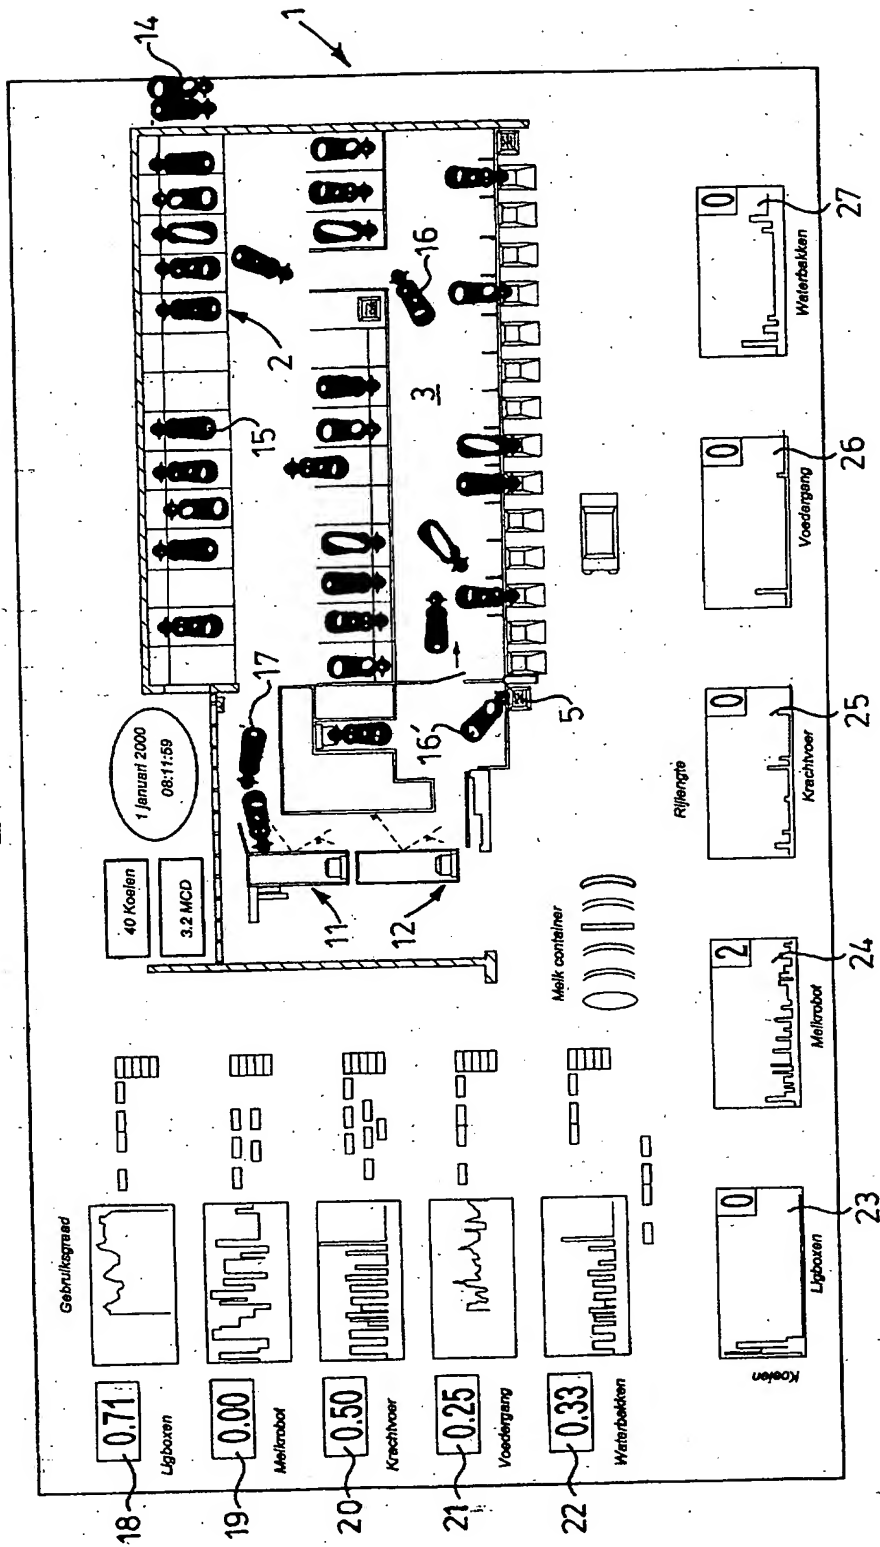 1
14
1 januari 2000
08:11:59
40 Koeien
3.2 MCD
2
15
17
16
3
16'
5
11
12
Melk container
Gebruiksgraad
0.71
Ligboxen
18
0.00
Melkrobot
19
0.50
Krachtvoer
20
0.25
Voedergang
21
0.33
Waterbakken
22
Rijlengte
Koeien
0
Ligboxen
23
2
Melkrobot
24
0
Krachtvoer
25
0
Voedergang
26
0
Waterbakken
27